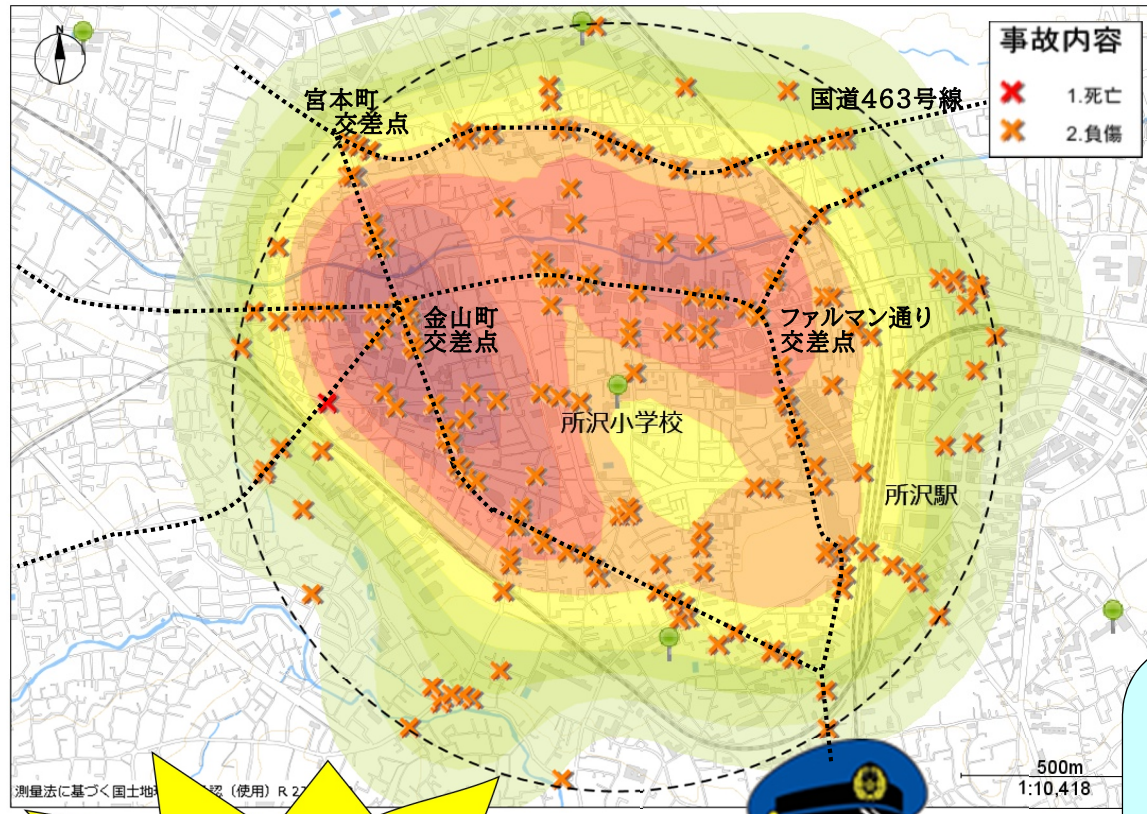 N
事故内容
1.死亡
2.負傷
宮本町
交差点
国道463号線
金山町
交差点
ファルマン通り
交差点
所沢小学校
所沢駅
500m
1:10,418
測量法に基づく国土地
認〔使用〕R 2